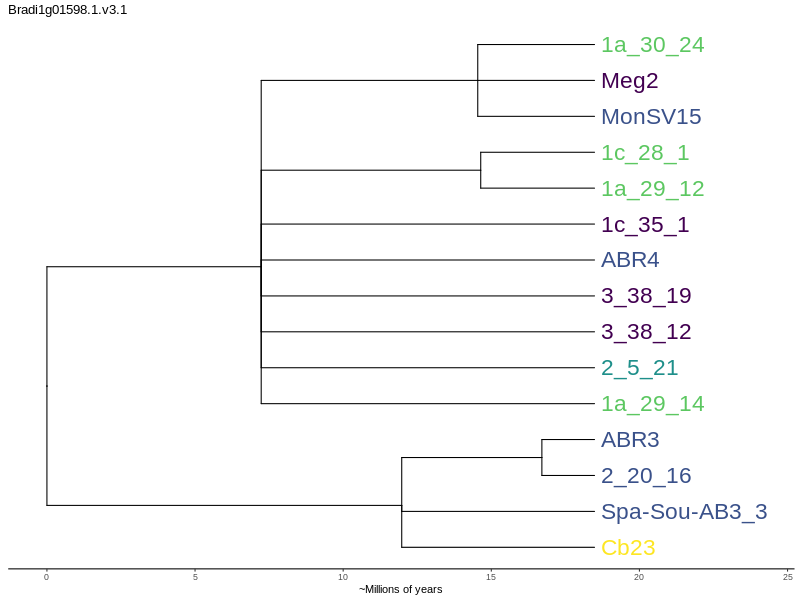 Bradi1g01598.1.v3.1
1a_30_24
Meg2
MonSV15
1c_28_1
1a_29_12
1c_35_1
ABR4
3_38_19
3_38_12
2_5_21
1a_29_14
ABR3
2_20_16
Spa-Sou-AB3_3
Cb23
0 5 10 15 20 25
~Millions of years